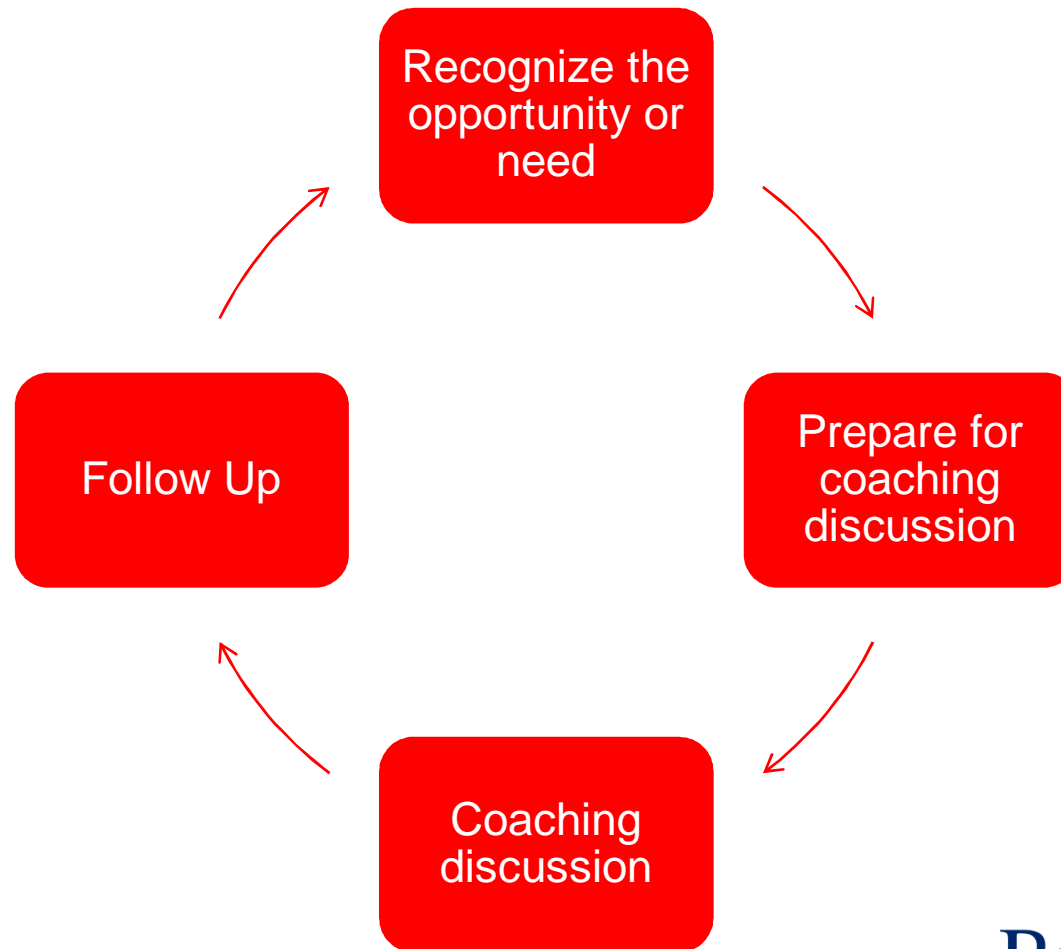 Recognize the
opportunity or
need
Prepare for
coaching
discussion
Coaching
discussion
Follow Up